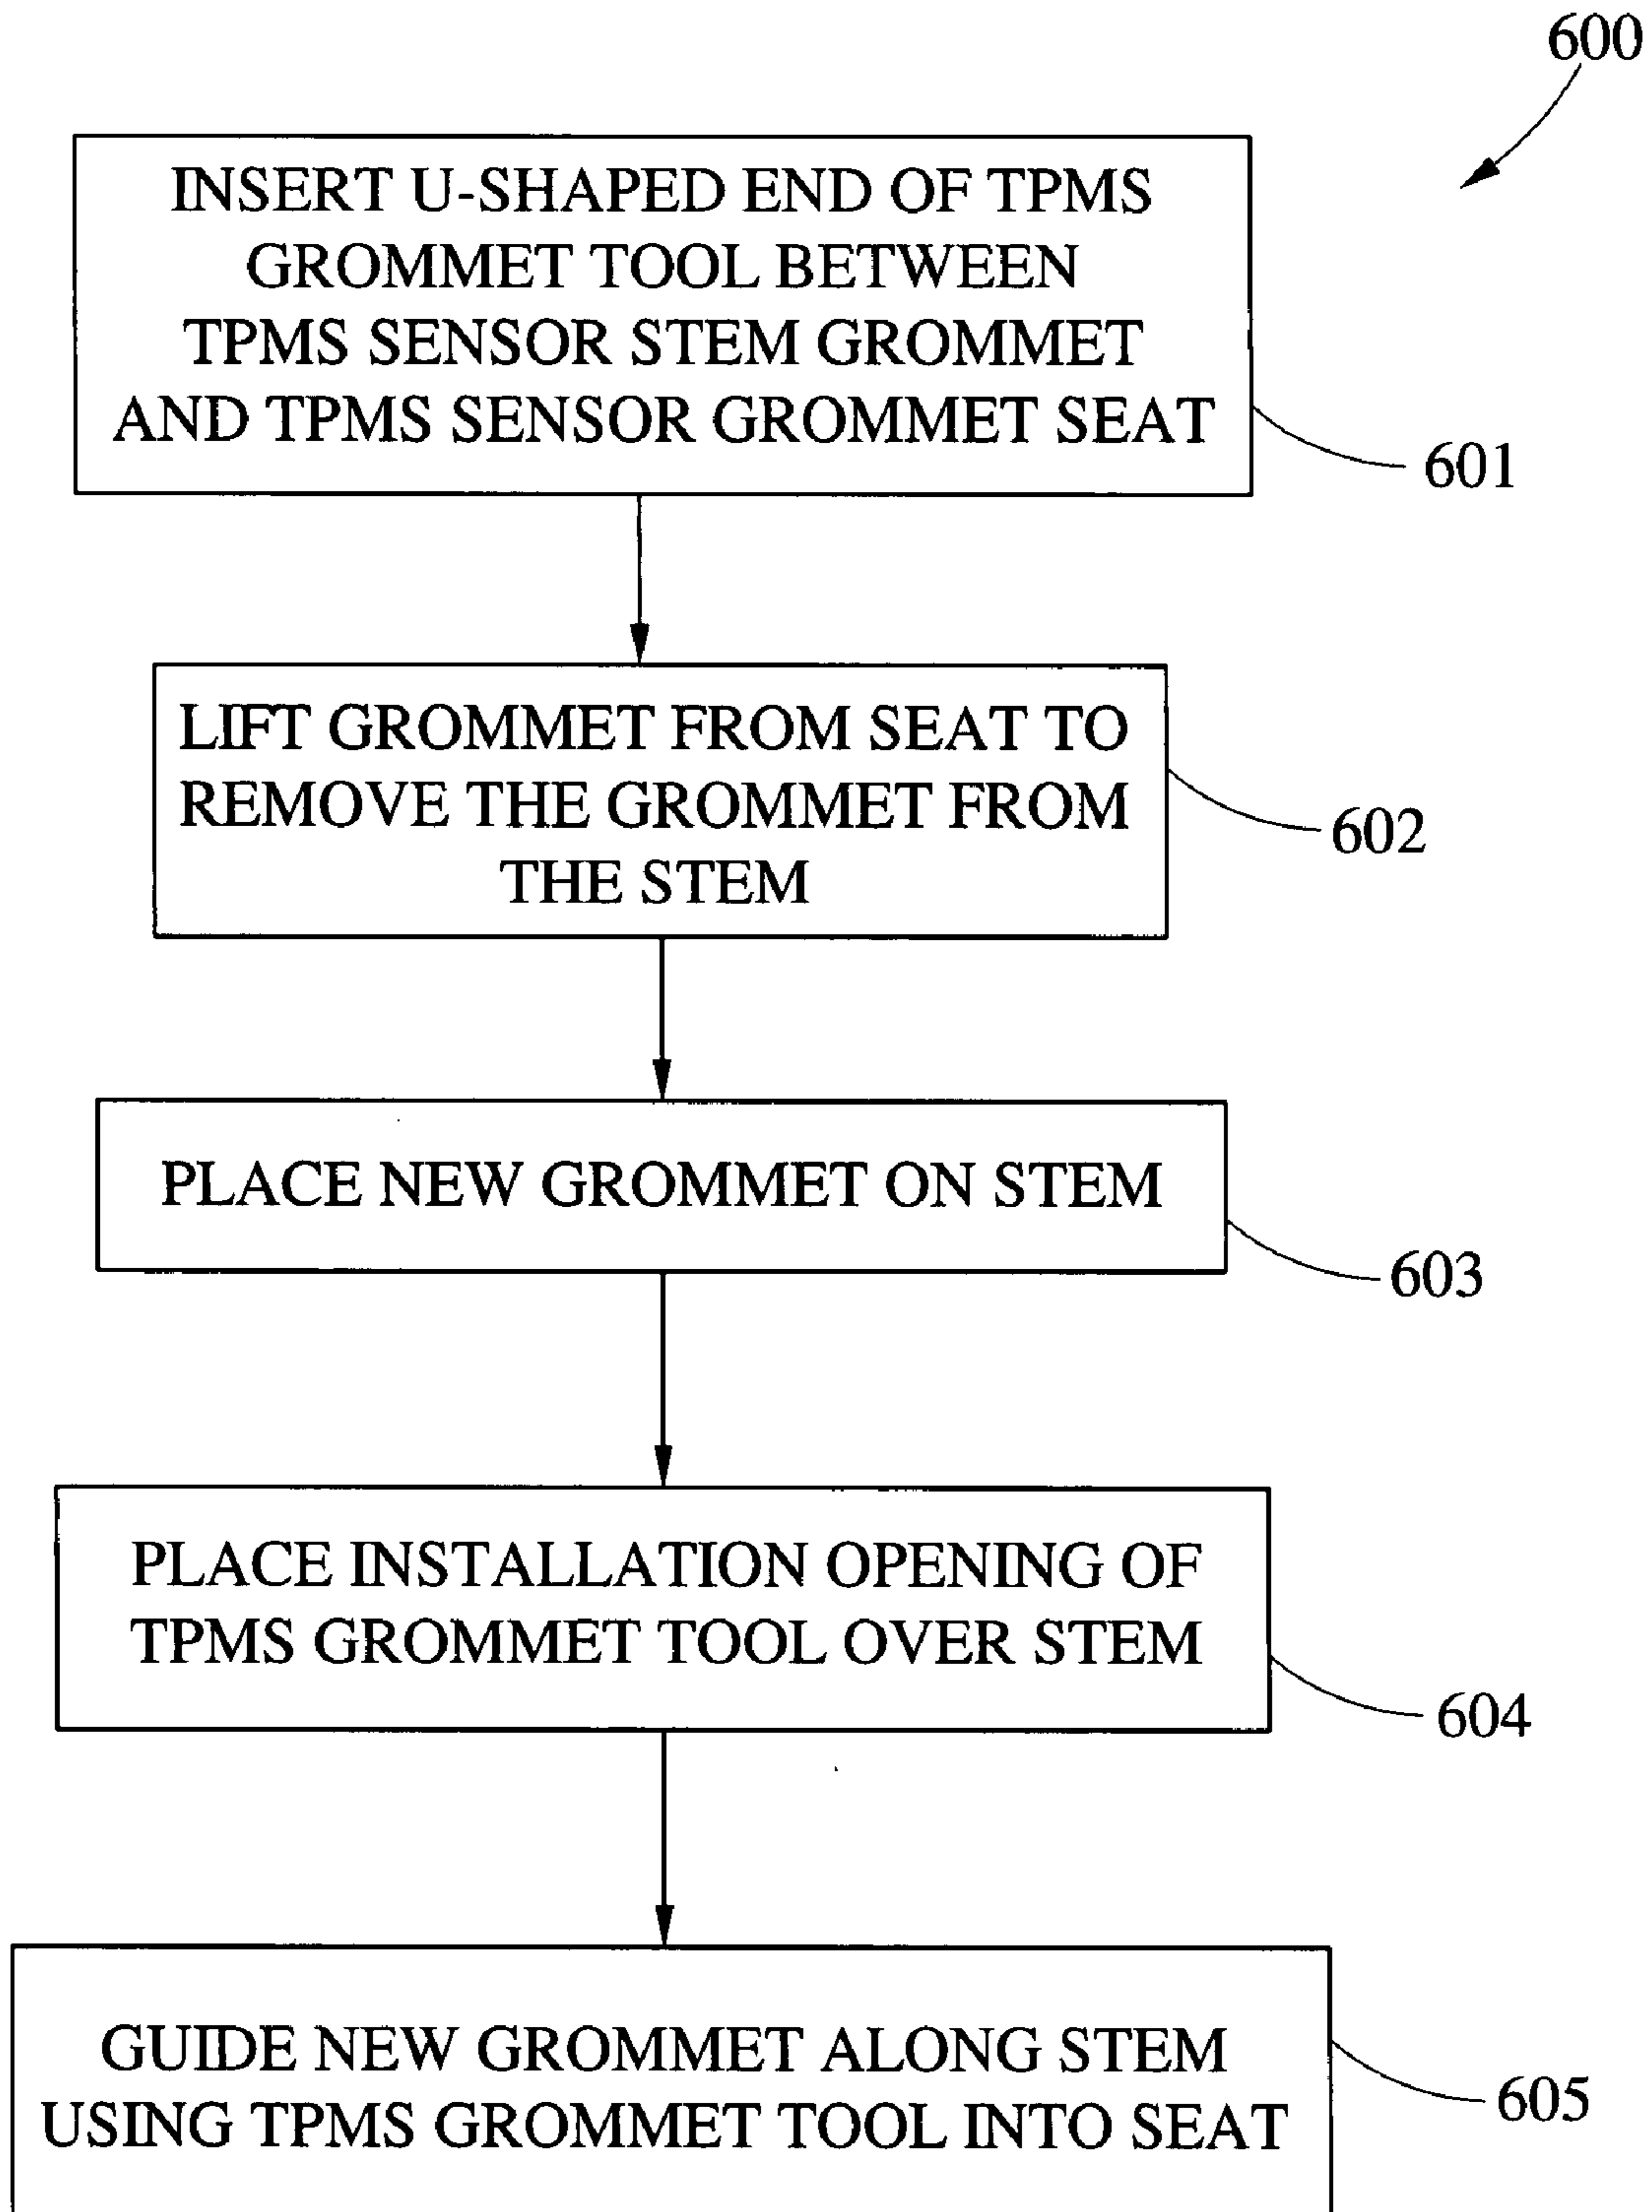 600
INSERT U-SHAPED END OF TPMS
GROMMET TOOL BETWEEN
TPMS SENSOR STEM GROMMET
AND TPMS SENSOR GROMMET SEAT
601
LIFT GROMMET FROM SEAT TO
REMOVE THE GROMMET FROM
THE STEM
602
PLACE NEW GROMMET ON STEM
603
PLACE INSTALLATION OPENING OF
TPMS GROMMET TOOL OVER STEM
604
GUIDE NEW GROMMET ALONG STEM
USING TPMS GROMMET TOOL INTO SEAT
605